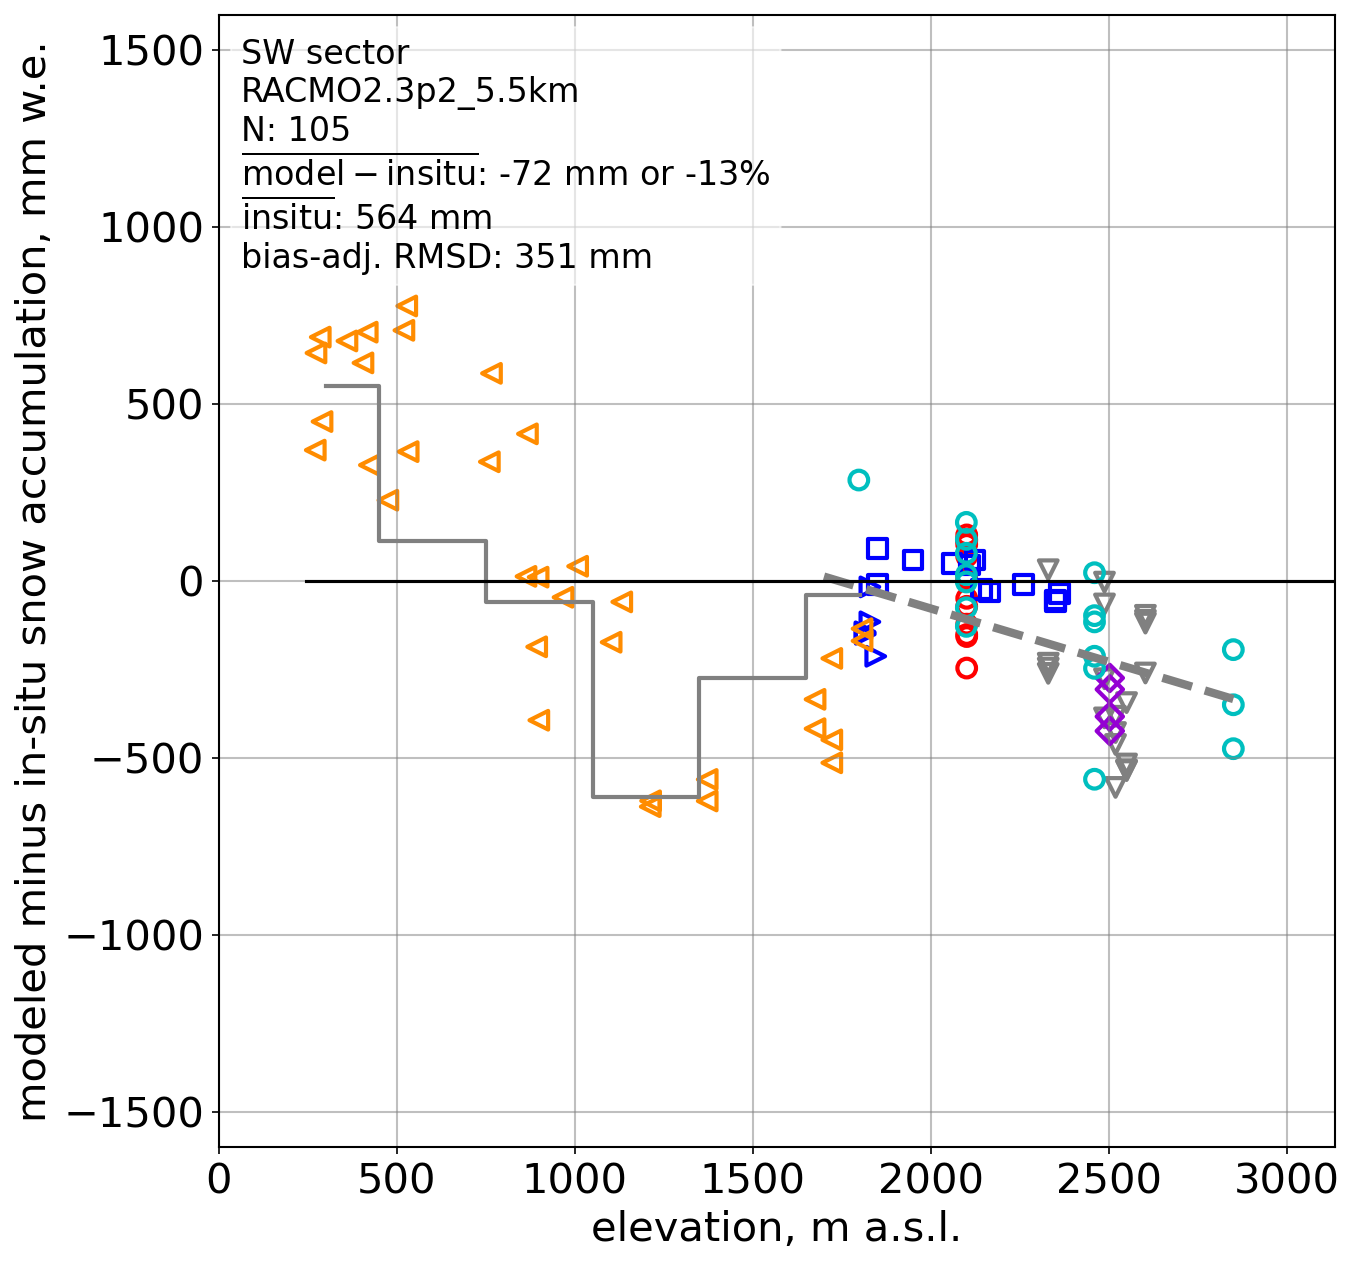 SW sector
RACMO2.3p2_5.5km
N: 105
model − insitu: -72 mm or -13%
insitu: 564 mm
bias-adj. RMSD: 351 mm
modeled minus in-situ snow accumulation, mm w.e.
1500
1000
500
0
−500
−1000
−1500
0 500 1000 1500 2000 2500 3000
elevation, m a.s.l.